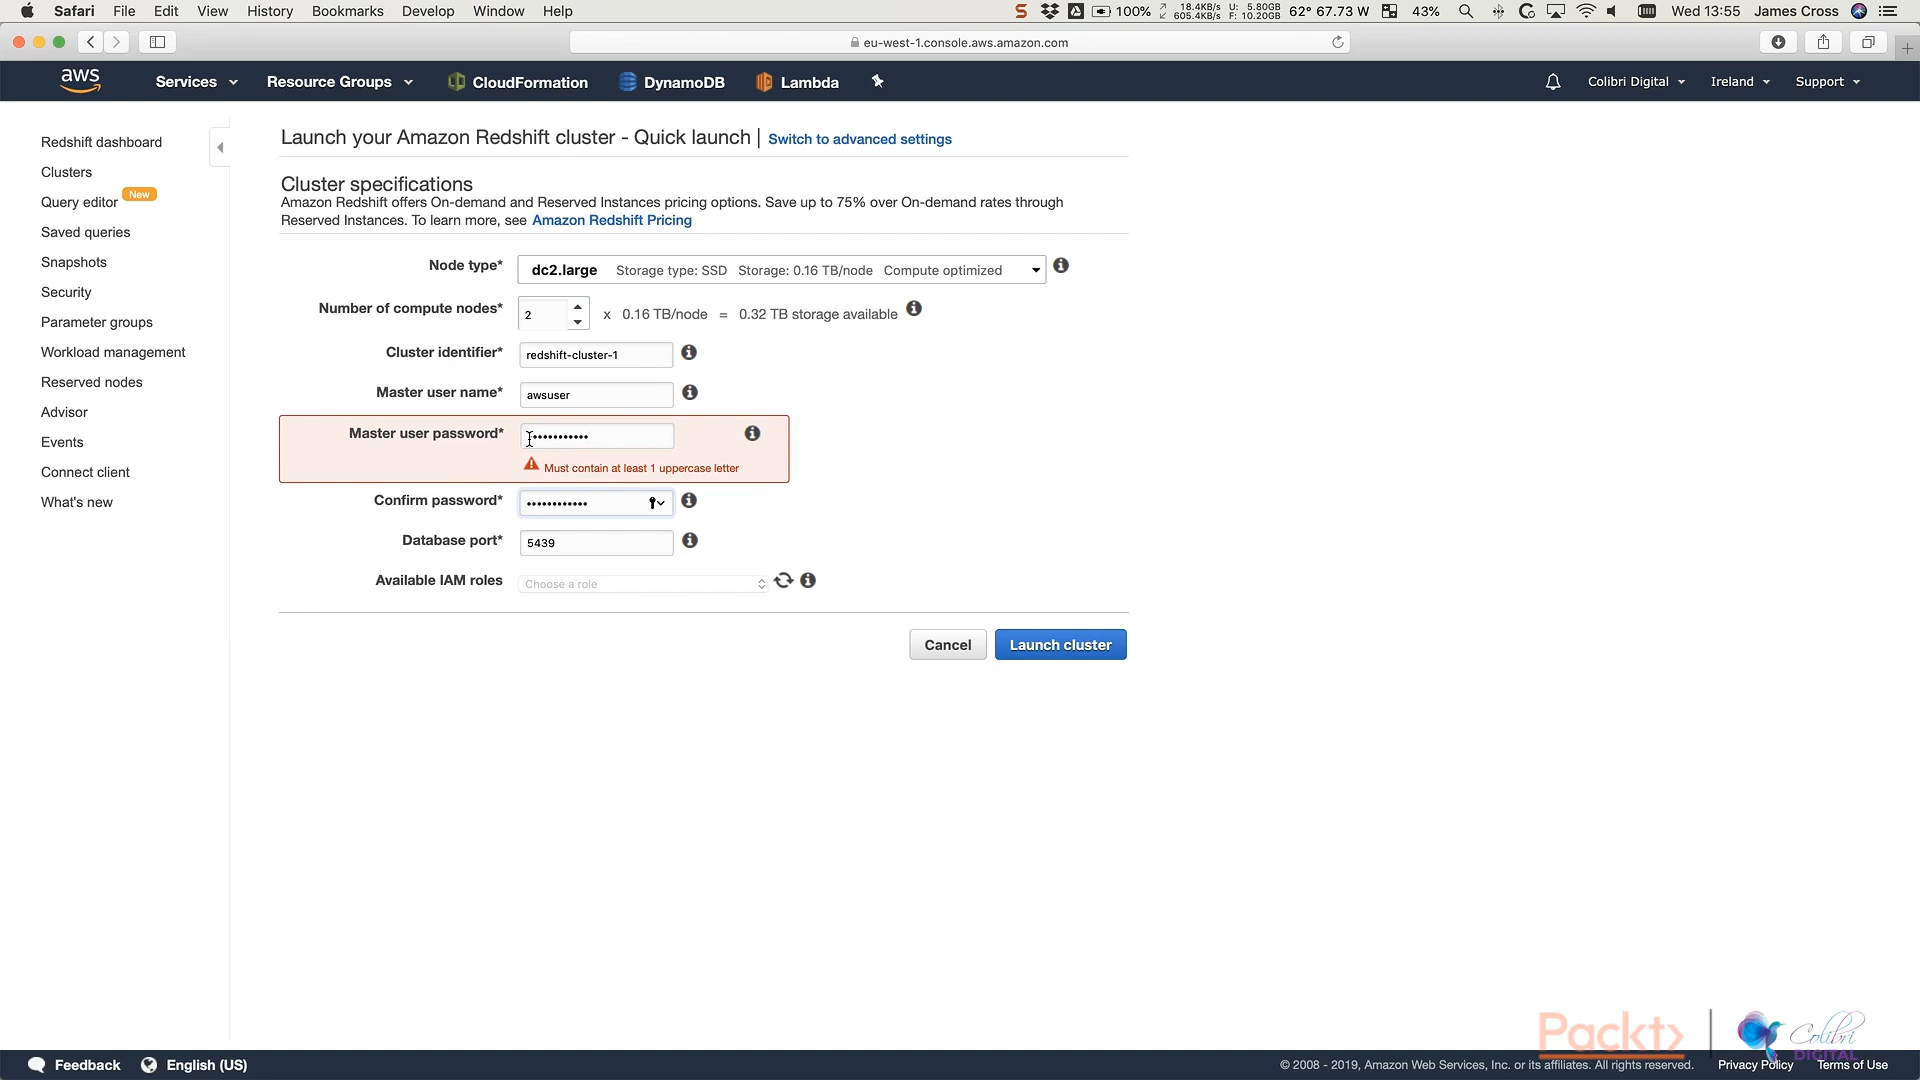 Safari File Edit View History Bookmarks Develop Window Help S 100% 18.4KB/s 605.4KB/s U: 5.80GB F: 10.20GB 62° 67.73 W 43% Wed 13:55 James Cross
eu-west-1.console.aws.amazon.com
aws Services Resource Groups CloudFormation DynamoDB Lambda Colibri Digital Ireland Support
Redshift dashboard
Clusters
Query editor New
Saved queries
Snapshots
Security
Parameter groups
Workload management
Reserved nodes
Advisor
Events
Connect client
What's new
Launch your Amazon Redshift cluster - Quick launch | Switch to advanced settings
Cluster specifications
Amazon Redshift offers On-demand and Reserved Instances pricing options. Save up to 75% over On-demand rates through
Reserved Instances. To learn more, see Amazon Redshift Pricing
Node type* dc2.large Storage type: SSD Storage: 0.16 TB/node Compute optimized
Number of compute nodes* 2 x 0.16 TB/node = 0.32 TB storage available
Cluster identifier* redshift-cluster-1
Master user name* awsuser
Master user password* ••••••••••••
Must contain at least 1 uppercase letter
Confirm password* ••••••••••••
Database port* 5439
Available IAM roles Choose a role
Cancel Launch cluster
Packt> Colibri
DIGITAL
Feedback English (US) © 2008 - 2019, Amazon Web Services, Inc. or its affiliates. All rights reserved. Privacy Policy Terms of Use